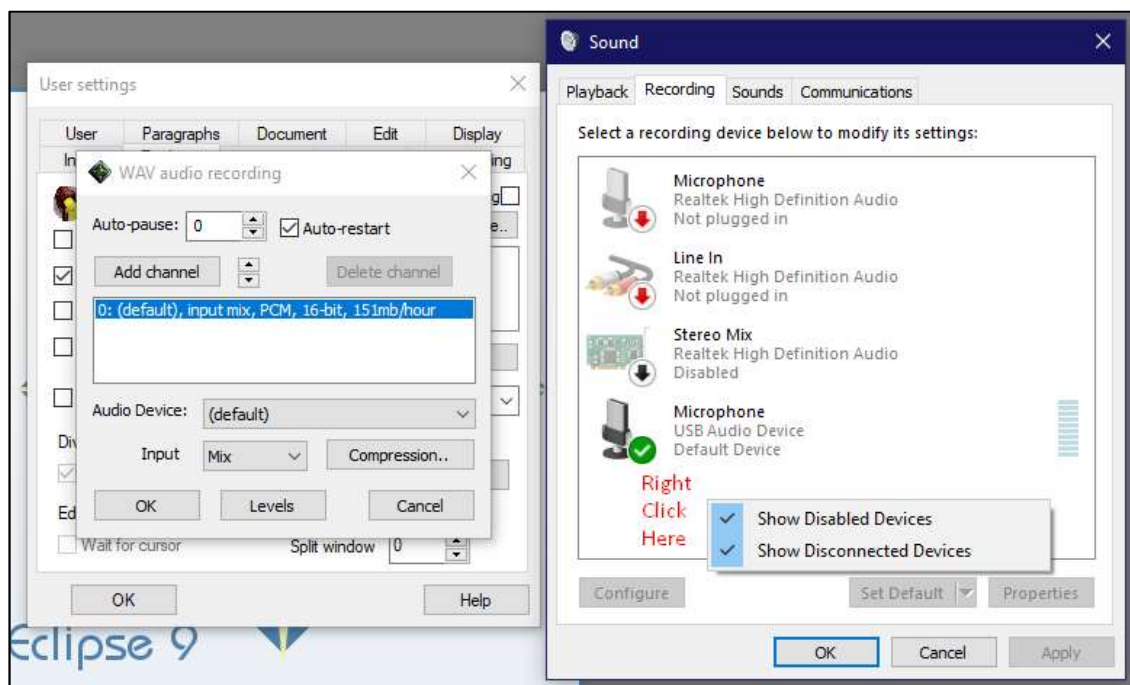 User settings
User Paragraphs Document Edit Display
In
ing
WAV audio recording
g
Auto-pause: 0 Auto-restart
e..
Add channel Delete channel
0: (default), input mix, PCM, 16-bit, 151mb/hour
Audio Device: (default)
Div
Input Mix Compression..
OK Levels Cancel
Ed
Wait for cursor Split window 0
OK Help
Eclipse 9
Sound
Playback Recording Sounds Communications
Select a recording device below to modify its settings:
Microphone
Realtek High Definition Audio
Not plugged in
Line In
Realtek High Definition Audio
Not plugged in
Stereo Mix
Realtek High Definition Audio
Disabled
Microphone
USB Audio Device
Default Device
Right
Click
Here
Show Disabled Devices
Show Disconnected Devices
Configure Set Default Properties
OK Cancel Apply